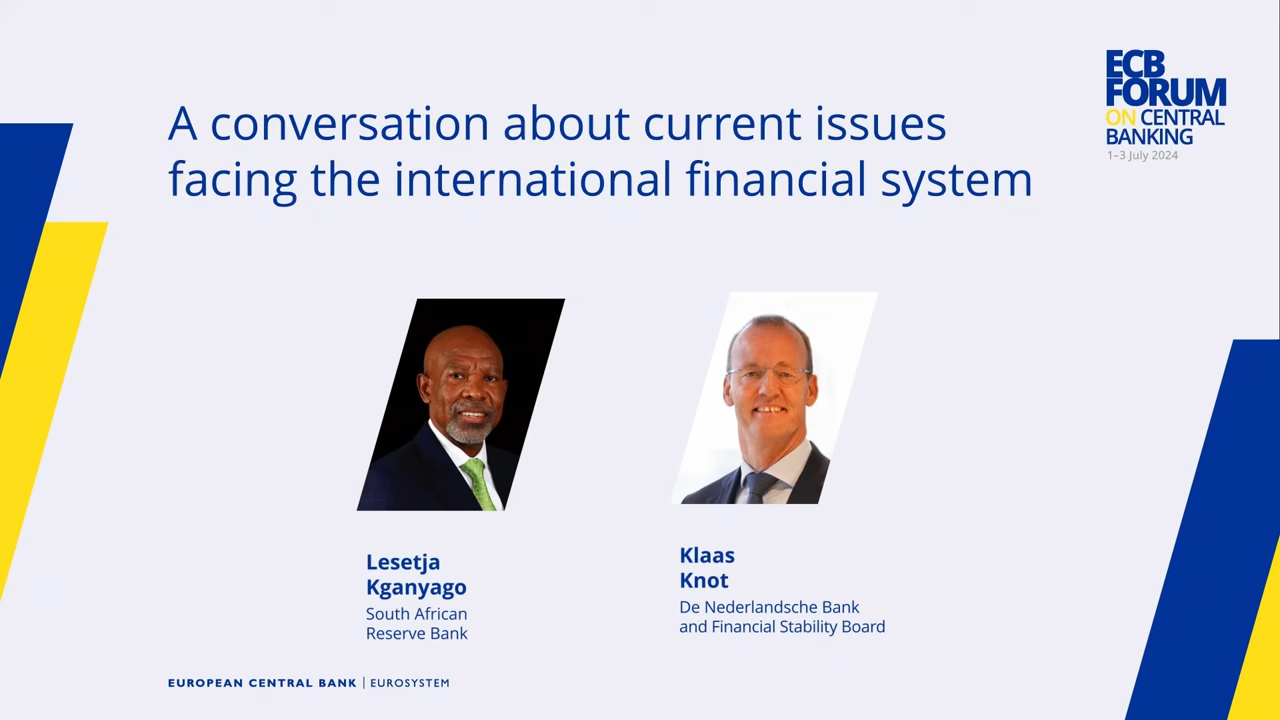 ECB
FORUM
ON CENTRAL
BANKING
1–3 July 2024
A conversation about current issues
facing the international financial system
Lesetja
Kganyago
South African
Reserve Bank
Klaas
Knot
De Nederlandsche Bank
and Financial Stability Board
EUROPEAN CENTRAL BANK | EUROSYSTEM